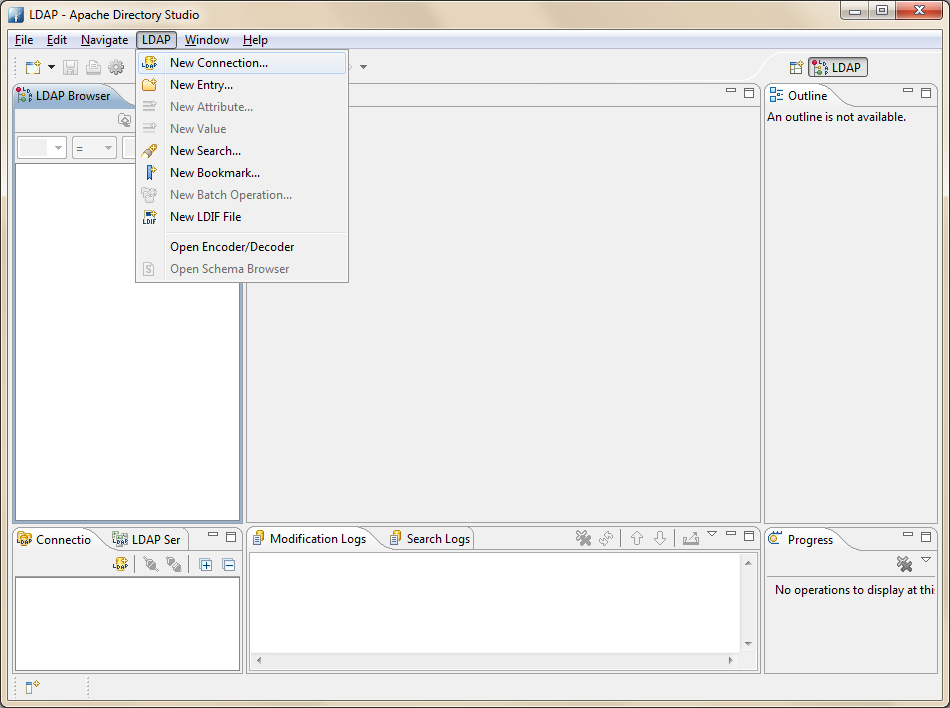 LDAP - Apache Directory Studio
File Edit Navigate LDAP Window Help
LDAP
New Connection...
New Entry...
New Attribute...
New Value
New Search...
New Bookmark...
New Batch Operation...
LDIF New LDIF File
Open Encoder/Decoder
S Open Schema Browser
LDAP Browser
=
Outline
An outline is not available.
Connectio LDAP Ser
Modification Logs Search Logs
Progress
No operations to display at thi